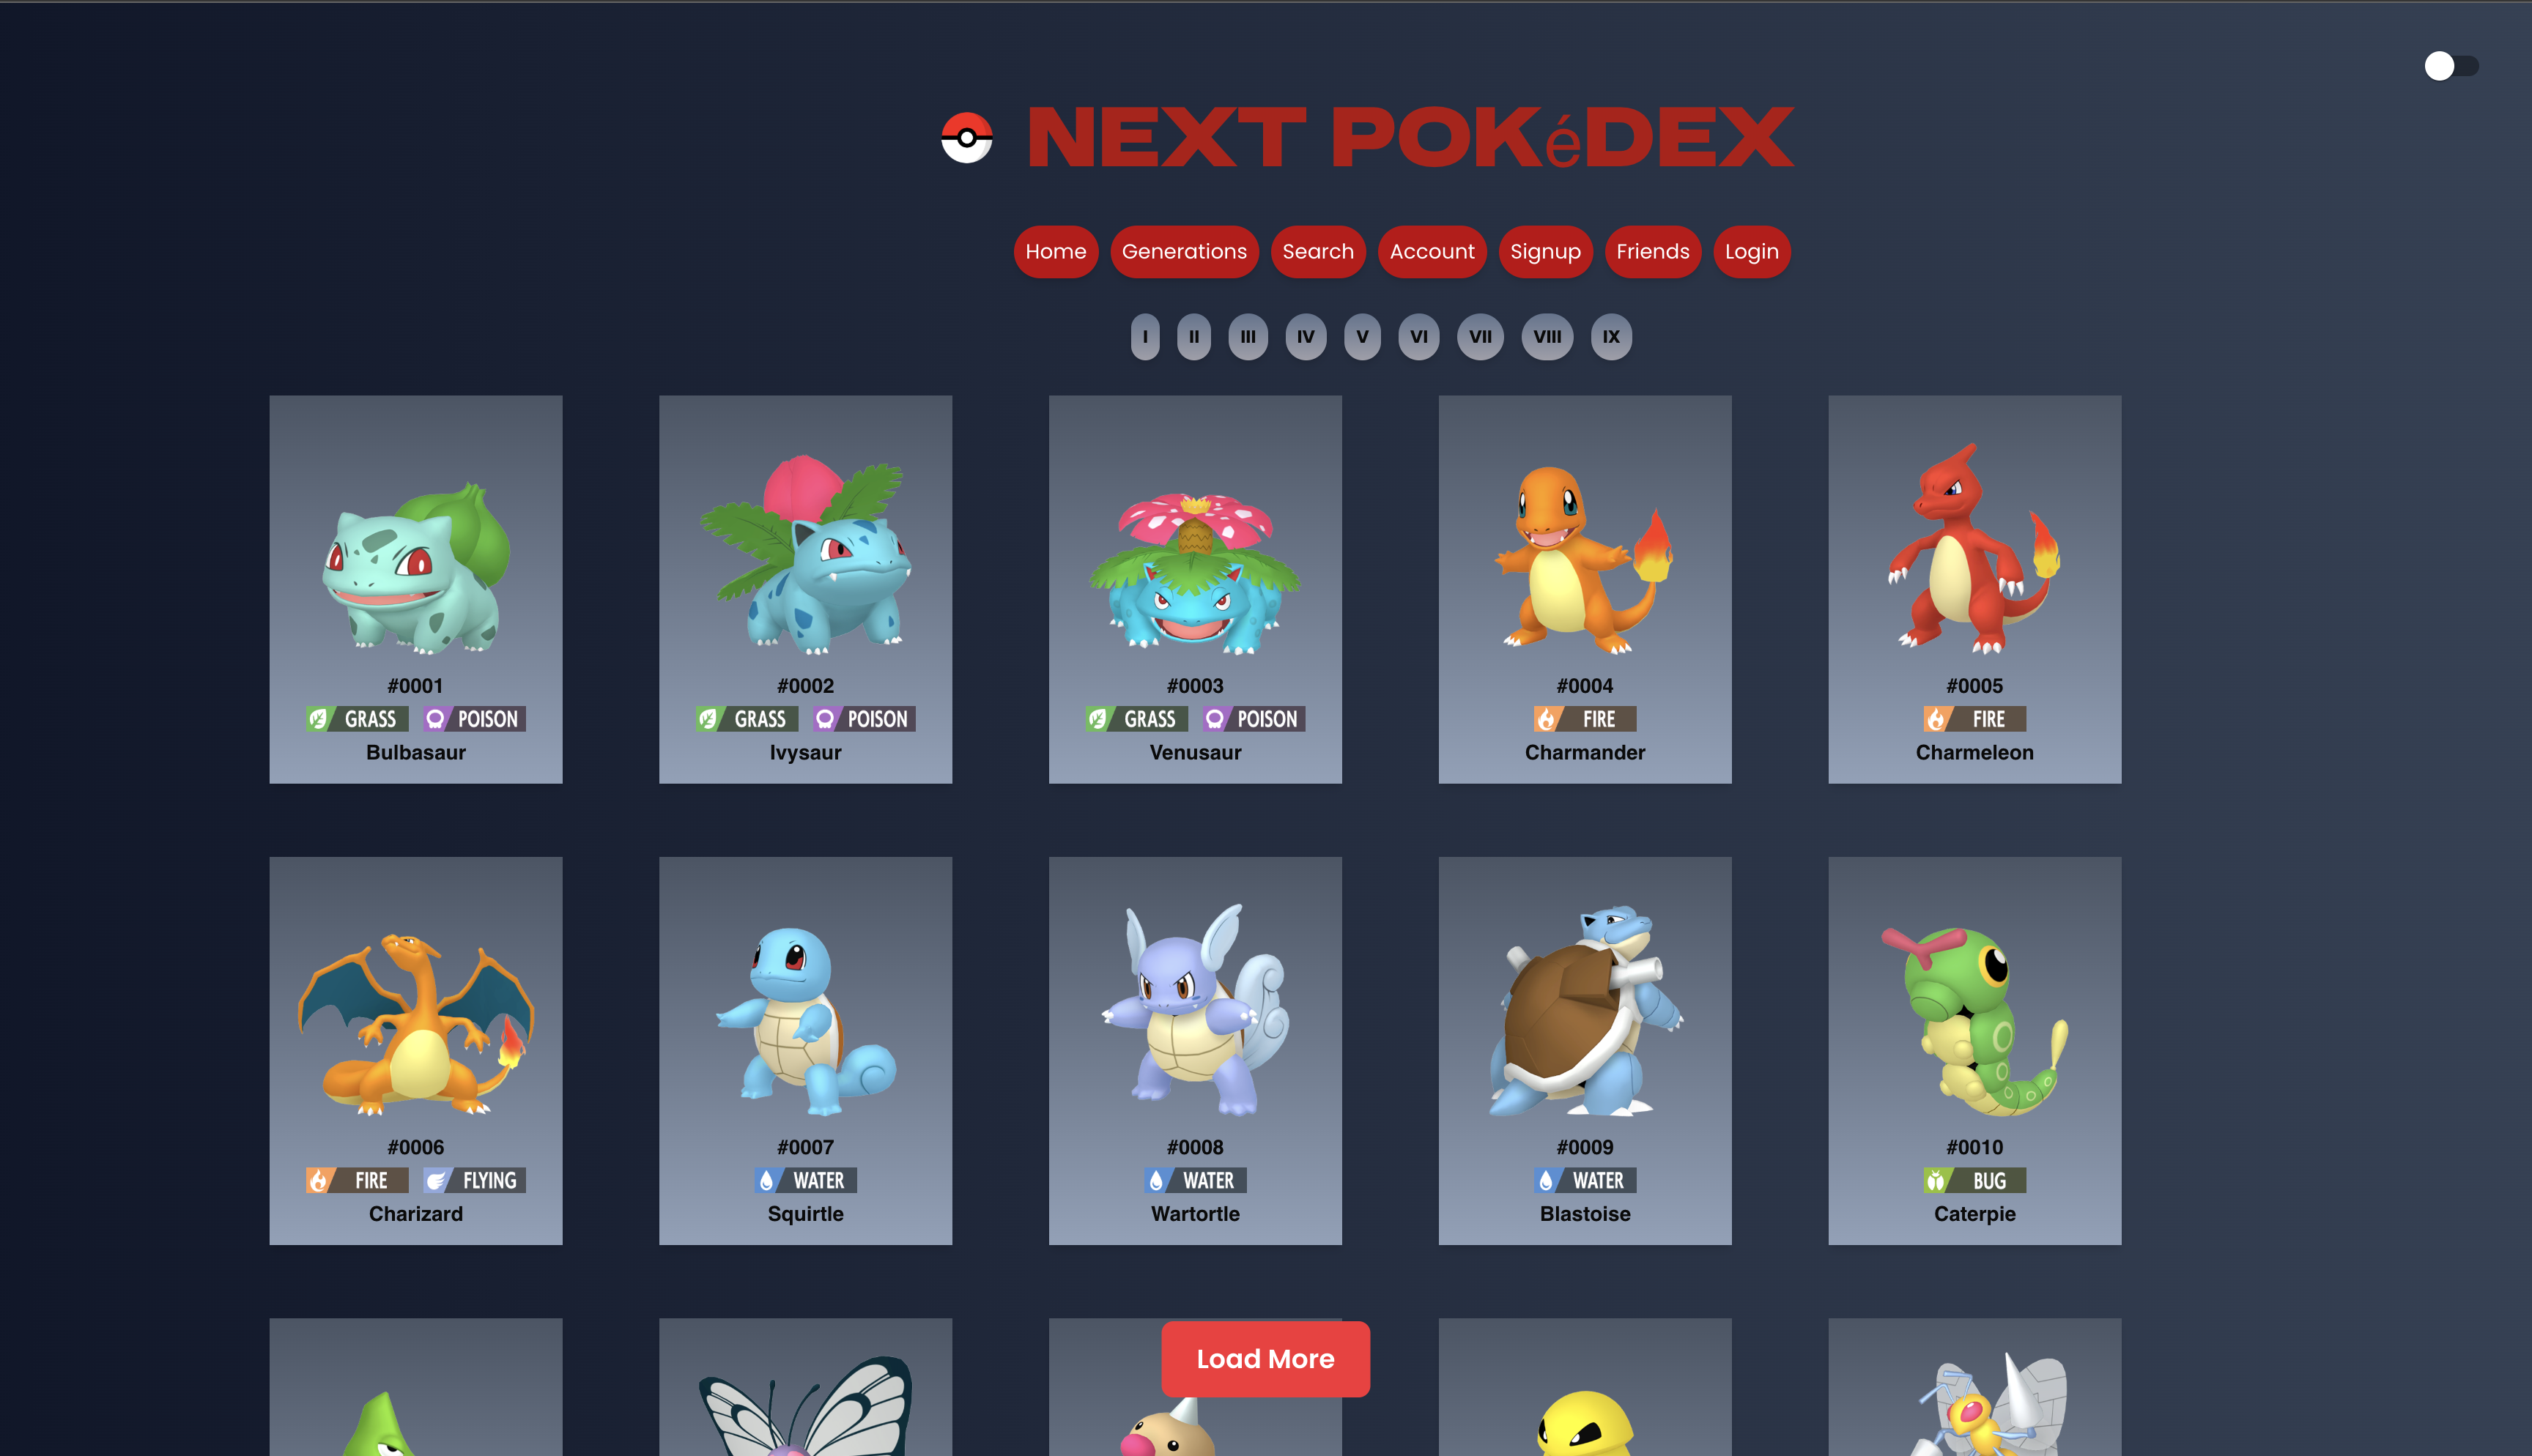 NEXT POKéDEX
Home Generations Search Account Signup Friends Login
I II III IV V VI VII VIII IX
#0001 #0002 #0003 #0004 #0005
GRASS POISON GRASS POISON GRASS POISON FIRE FIRE
Bulbasaur Ivysaur Venusaur Charmander Charmeleon
#0006 #0007 #0008 #0009 #0010
FIRE FLYING WATER WATER WATER BUG
Charizard Squirtle Wartortle Blastoise Caterpie
Load More